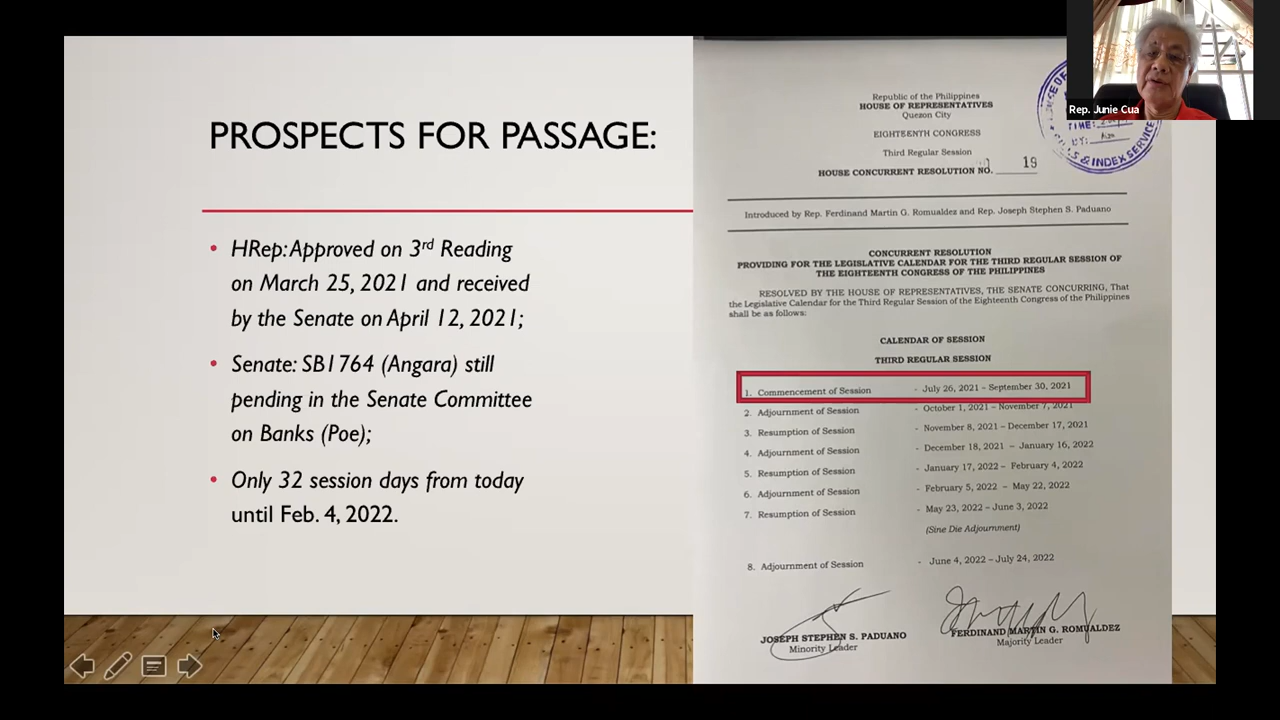 PROSPECTS FOR PASSAGE:
• HRep: Approved on 3rd Reading
on March 25, 2021 and received
by the Senate on April 12, 2021;
• Senate: SB1764 (Angara) still
pending in the Senate Committee
on Banks (Poe);
• Only 32 session days from today
until Feb. 4, 2022.
Republic of the Philippines
HOUSE OF REPRESENTATIVES
Quezon City
EIGHTEENTH CONGRESS
Third Regular Session
HOUSE CONCURRENT RESOLUTION NO. 19
Introduced by Rep. Ferdinand Martin G. Romualdez and Rep. Joseph Stephen S. Paduano
CONCURRENT RESOLUTION
PROVIDING FOR THE LEGISLATIVE CALENDAR FOR THE THIRD REGULAR SESSION OF
THE EIGHTEENTH CONGRESS OF THE PHILIPPINES
RESOLVED BY THE HOUSE OF REPRESENTATIVES, THE SENATE CONCURRING, That
the Legislative Calendar for the Third Regular Session of the Eighteenth Congress of the Philippines
shall be as follows:
CALENDAR OF SESSION
THIRD REGULAR SESSION
1. Commencement of Session - July 26, 2021 – September 30, 2021
2. Adjournment of Session - October 1, 2021 – November 7, 2021
3. Resumption of Session - November 8, 2021 – December 17, 2021
4. Adjournment of Session - December 18, 2021 – January 16, 2022
5. Resumption of Session - January 17, 2022 – February 4, 2022
6. Adjournment of Session - February 5, 2022 – May 22, 2022
7. Resumption of Session - May 23, 2022 – June 3, 2022
(Sine Die Adjournment)
8. Adjournment of Session - June 4, 2022 – July 24, 2022
JOSEPH STEPHEN S. PADUANO
Minority Leader
FERDINAND MARTIN G. ROMUALDEZ
Majority Leader
TIME:
BY:
& INDEX SERVICE
Rep. Junie Cua